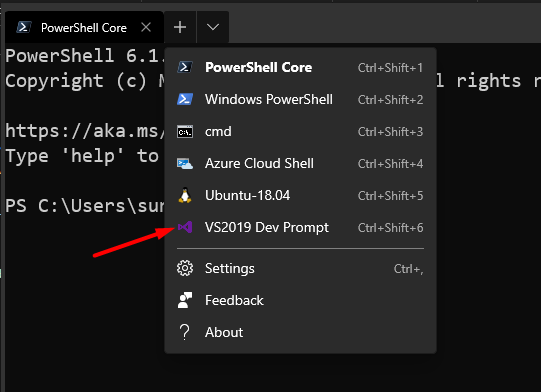 PowerShell Core
PowerShell 6.1.
Copyright (c) l rights r
https://aka.ms/
Type 'help' to
PS C:\Users\sur
PowerShell Core Ctrl+Shift+1
Windows PowerShell Ctrl+Shift+2
cmd Ctrl+Shift+3
Azure Cloud Shell Ctrl+Shift+4
Ubuntu-18.04 Ctrl+Shift+5
VS2019 Dev Prompt Ctrl+Shift+6
Settings Ctrl+,
Feedback
About